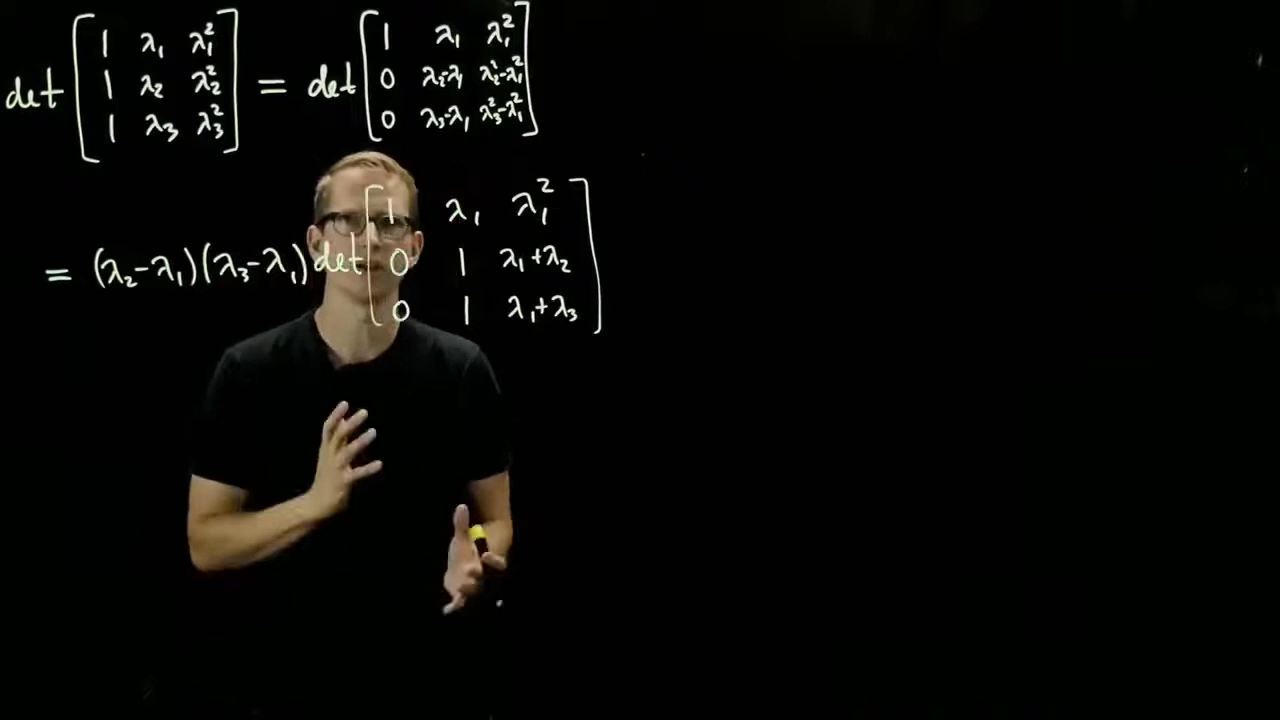 det [ 1 λ₁ λ₁² = det [ 1 λ₁ λ₁²
1 λ₂ λ₂² 0 λ₂-λ₁ λ₂²-λ₁²
1 λ₃ λ₃² ] 0 λ₃-λ₁ λ₃²-λ₁² ]
= (λ₂-λ₁)(λ₃-λ₁) det [ 1 λ₁ λ₁²
0 1 λ₁+λ₂
0 1 λ₁+λ₃ ]